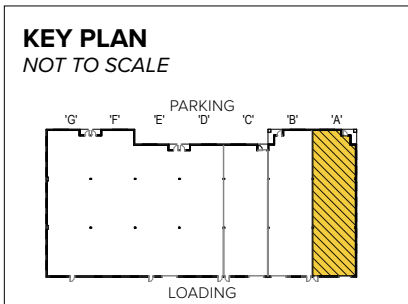 KEY PLAN
NOT TO SCALE
PARKING
'G' 'F' 'E' 'D' 'C' 'B' 'A'
LOADING